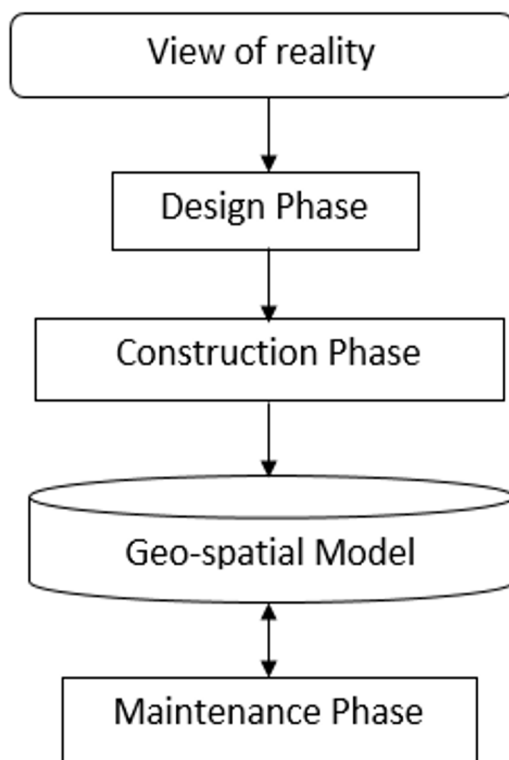 View of reality
Design Phase
Construction Phase
Geo-spatial Model
Maintenance Phase